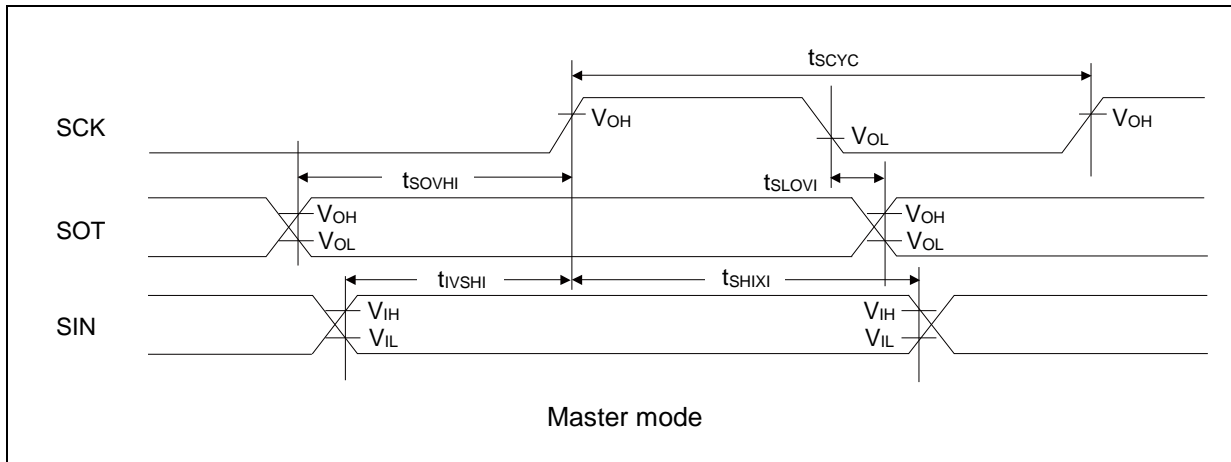 tSCYC
SCK
VOH
VOL
VOH
tSOVHI
tSLOVI
SOT
VOH
VOL
VOH
VOL
tIVSHI
tSHIXI
SIN
VIH
VIL
VIH
VIL
Master mode